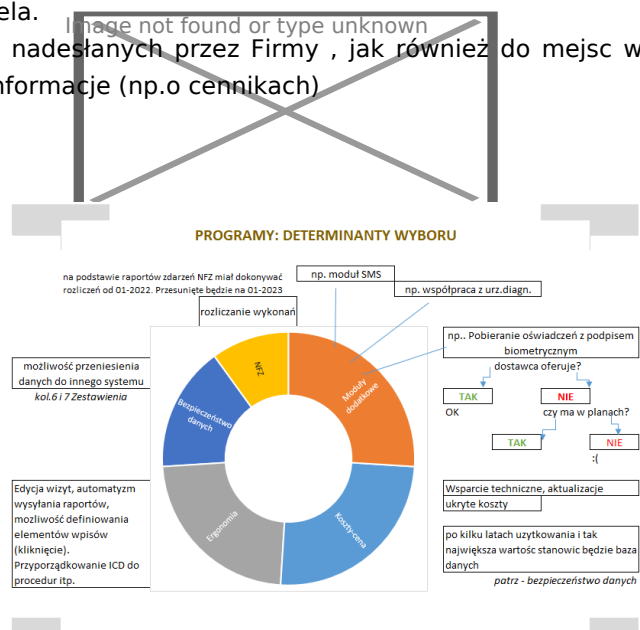 ela.
Image not found or type unknown
nadesłanych przez Firmy , jak również do mejsc w
nformacje (np.o cennikach)
PROGRAMY: DETERMINANTY WYBORU
na podstawie raportów zdarzeń NFZ miał dokonywać
rozliczeń od 01-2022. Przesunięte będzie na 01-2023
np. moduł SMS
np. współpraca z urz.diagn.
rozliczanie wykonań
np.. Pobieranie oświadczeń z podpisem
biometrycznym
dostawca oferuje?
TAK
NIE
OK
czy ma w planach?
TAK
NIE
:(
możliwość przeniesienia
danych do innego systemu
kol.6 i 7 Zestawienia
NFZ
Moduły
dodatkowe
Bezpieczeństwo
danych
Ergonomia
Koszty-cena
Edycja wizyt, automatyzm
wysyłania raportów,
mozliwość definiowania
elementów wpisów
(kliknięcie).
Przyporządkowanie ICD do
procedur itp.
Wsparcie techniczne, aktualizacje
ukryte koszty
po kilku latach uzytkowania i tak
największa wartośc stanowic będzie baza
danych
patrz - bezpieczeństwo danych